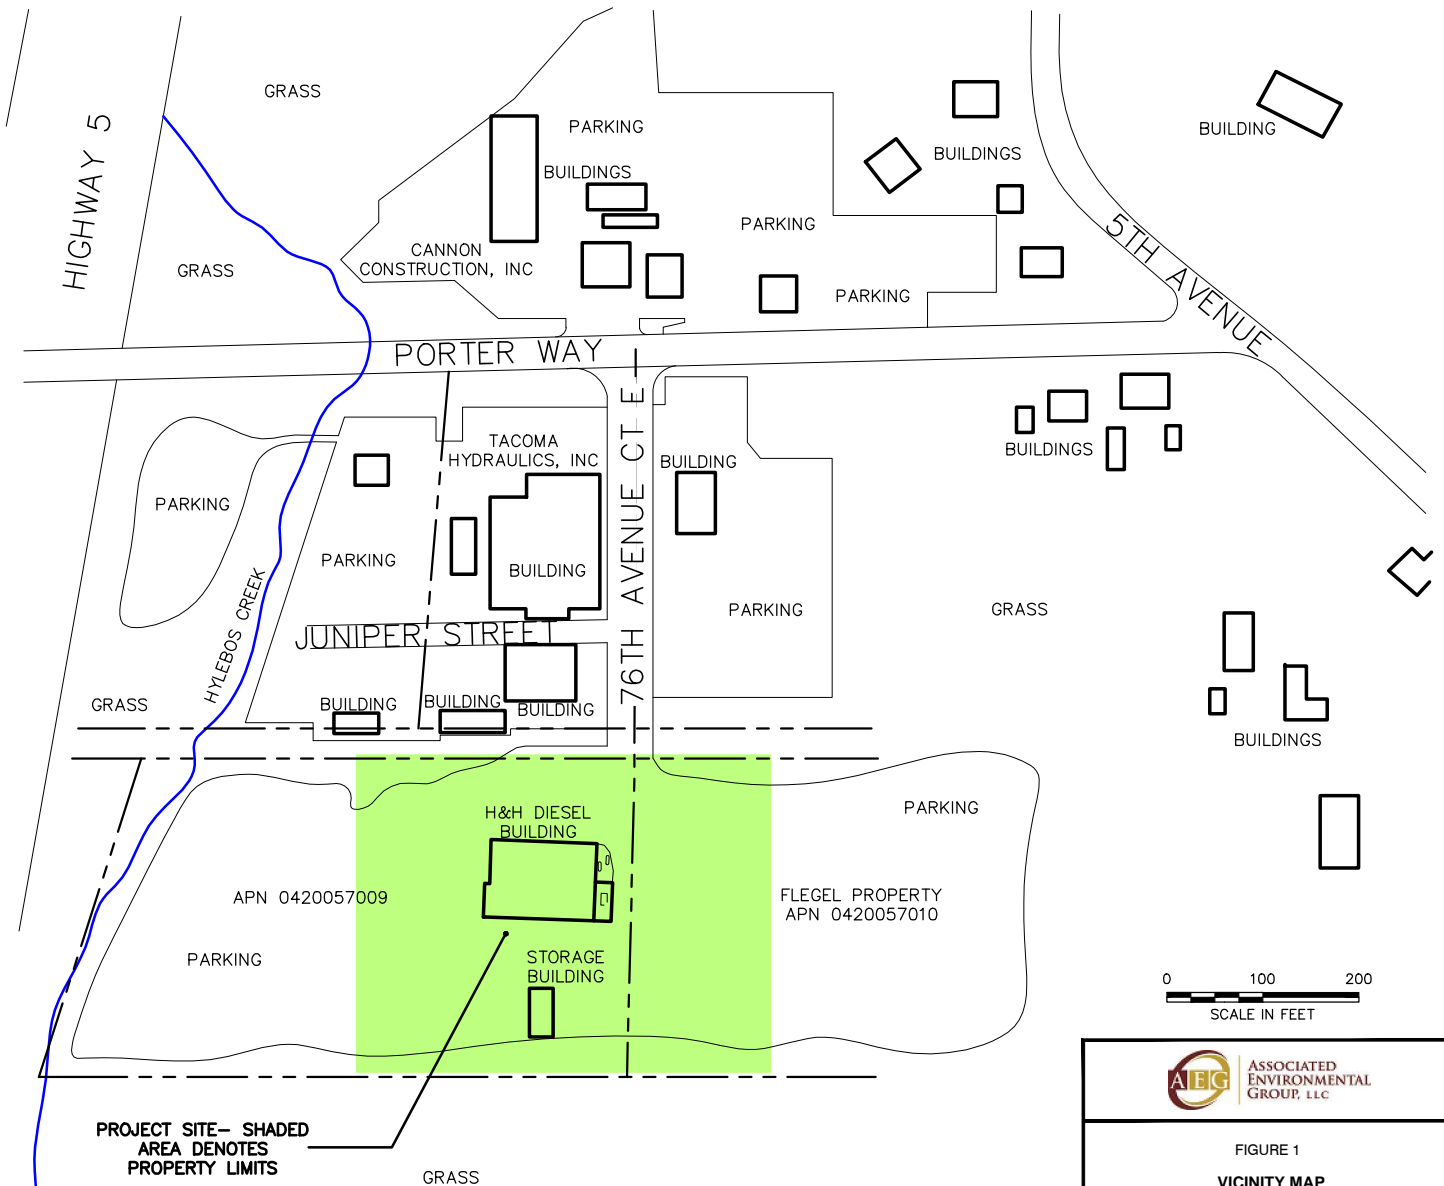 GRASS
PARKING
BUILDING
HIGHWAY 5
BUILDINGS
BUILDINGS
PARKING
5TH AVENUE
CANNON
CONSTRUCTION, INC
GRASS
PARKING
PORTER WAY
76TH AVENUE CT E
TACOMA
HYDRAULICS, INC
BUILDING
BUILDINGS
PARKING
PARKING
BUILDING
HYLEBOS CREEK
PARKING
GRASS
JUNIPER STREET
GRASS
BUILDING
BUILDING
BUILDING
BUILDINGS
H&H DIESEL
BUILDING
PARKING
APN 0420057009
FLEGEL PROPERTY
APN 0420057010
PARKING
STORAGE
BUILDING
0 100 200
SCALE IN FEET
AEG
ASSOCIATED
ENVIRONMENTAL
GROUP, LLC
PROJECT SITE– SHADED
AREA DENOTES
PROPERTY LIMITS
GRASS
FIGURE 1
VICINITY MAP